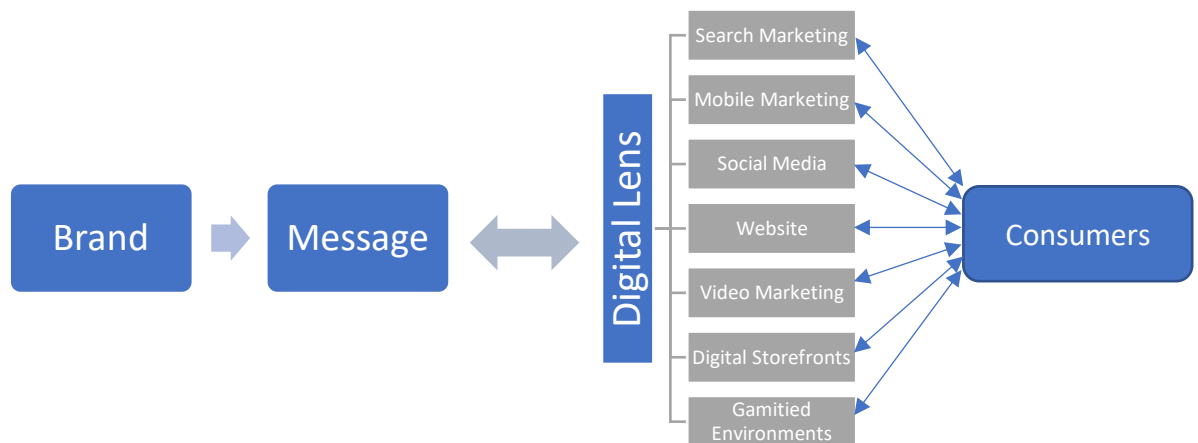 Brand
Message
Digital Lens
Search Marketing
Mobile Marketing
Social Media
Website
Video Marketing
Digital Storefronts
Gamitied
Environments
Consumers